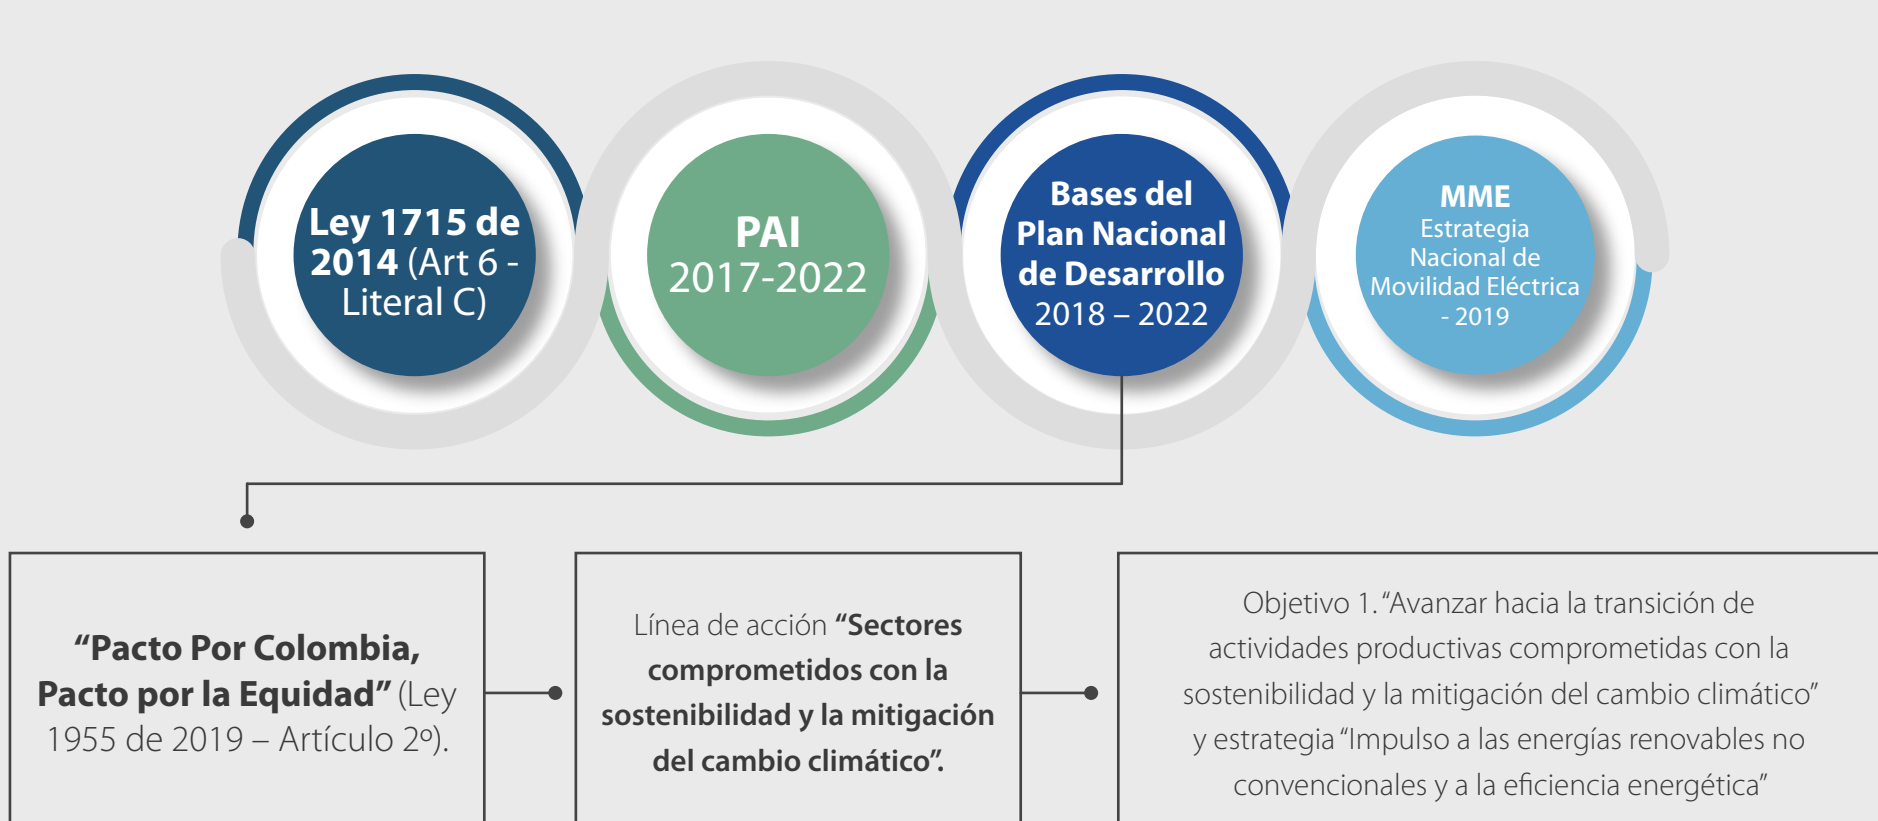 Ley 1715 de
2014 (Art 6 -
Literal C)
PAI
2017-2022
Bases del
Plan Nacional
de Desarrollo
2018 – 2022
MME
Estrategia
Nacional de
Movilidad Eléctrica
- 2019
“Pacto Por Colombia,
Pacto por la Equidad” (Ley
1955 de 2019 – Artículo 2º).
Línea de acción “Sectores
comprometidos con la
sostenibilidad y la mitigación
del cambio climático”.
Objetivo 1. “Avanzar hacia la transición de
actividades productivas comprometidas con la
sostenibilidad y la mitigación del cambio climático”
y estrategia “Impulso a las energías renovables no
convencionales y a la eficiencia energética”